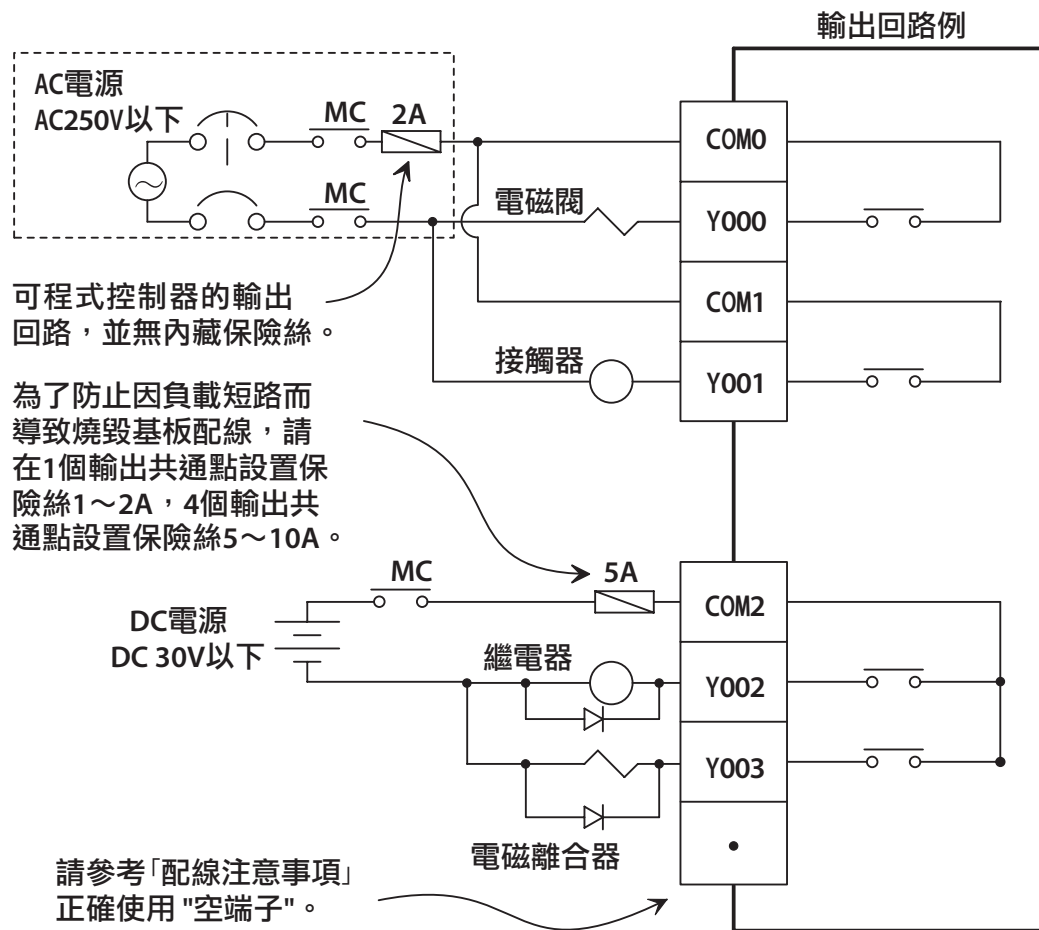 輸出回路例
AC電源
AC250V以下
MC
2A
MC
電磁閥
COM0
Y000
COM1
Y001
接觸器
可程式控制器的輸出
回路，並無內藏保險絲。
為了防止因負載短路而
導致燒毀基板配線，請
在1個輸出共通點設置保
險絲1～2A，4個輸出共
通點設置保險絲5～10A。
MC
5A
DC電源
DC 30V以下
繼電器
COM2
Y002
Y003
電磁離合器
請參考「配線注意事項」
正確使用 "空端子"。